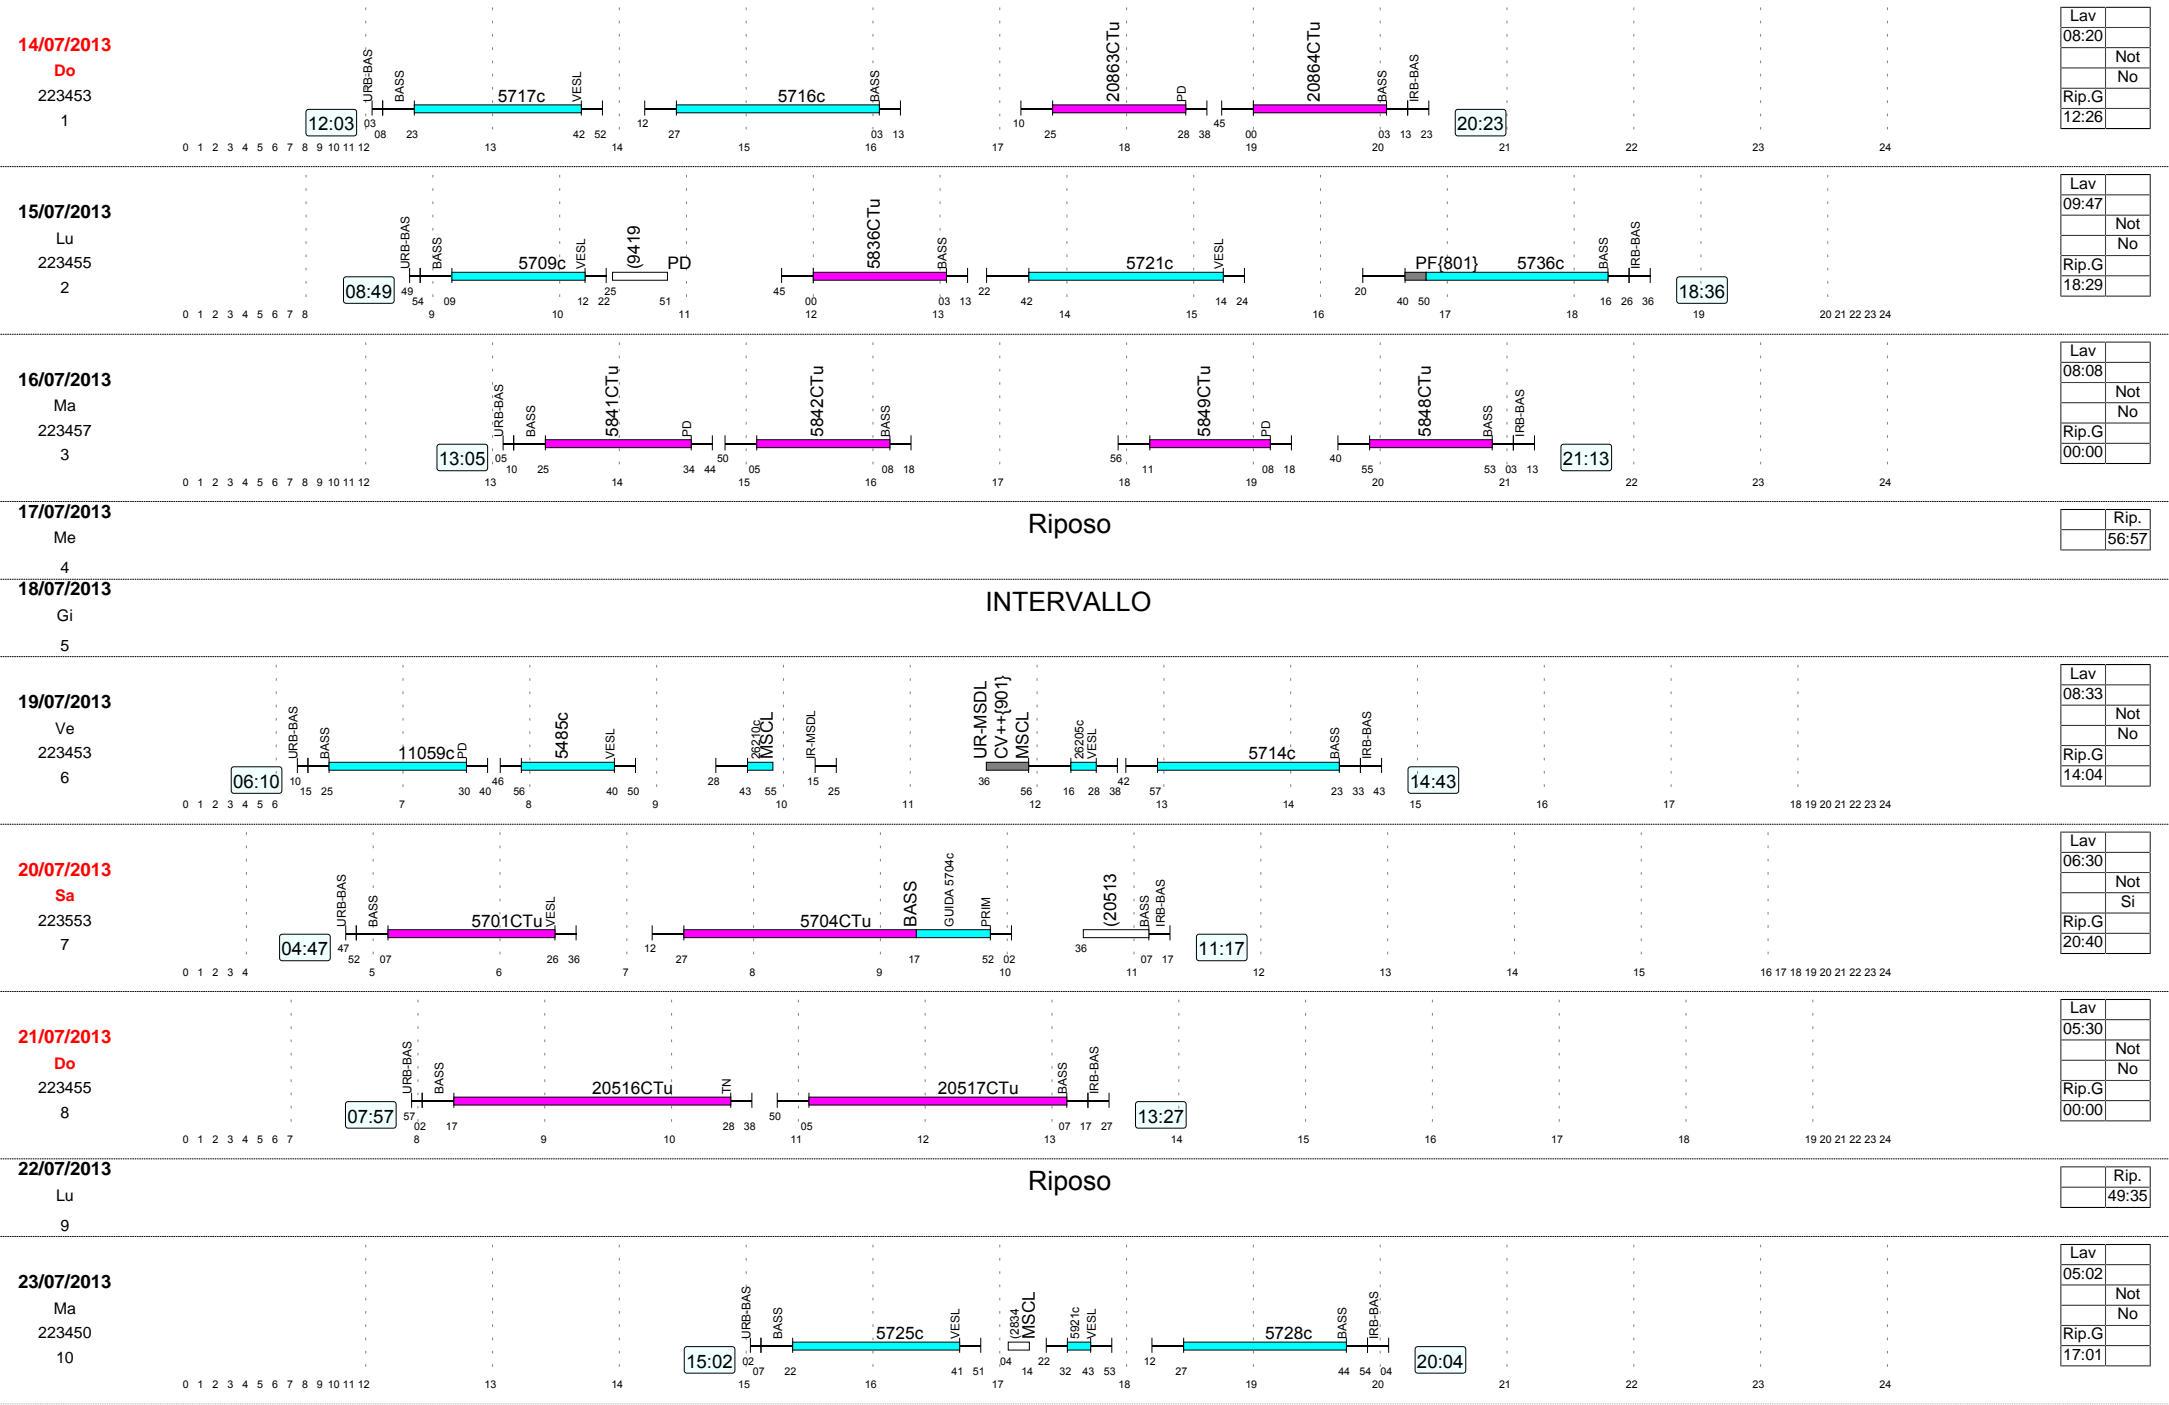 14/07/2013
Do
223453
1
12:03
URB-BAS BASS 5717c VESL 5716c BASS 20863CTu PD 20864CTu BASS IRB-BAS
03 08 23 42 52 12 27 03 13 10 25 28 38 45 00 03 13 23
20:23
0 1 2 3 4 5 6 7 8 9 10 11 12 13 14 15 16 17 18 19 20 21 22 23 24
Lav
08:20
Not
No
Rip.G
12:26
15/07/2013
Lu
223455
2
08:49
URB-BAS BASS 5709c VESL (9419 PD 5836CTu BASS 5721c VESL PF{801} 5736c BASS IRB-BAS
49 54 09 12 22 25 51 45 00 03 13 22 42 14 24 20 40 50 16 26 36
18:36
0 1 2 3 4 5 6 7 8 9 10 11 12 13 14 15 16 17 18 19 20 21 22 23 24
Lav
09:47
Not
No
Rip.G
18:29
16/07/2013
Ma
223457
3
13:05
URB-BAS BASS 5841CTu PD 5842CTu BASS 5849CTu PD 5848CTu BASS IRB-BAS
05 10 25 34 44 50 05 08 18 56 11 08 18 40 55 53 03 13
21:13
0 1 2 3 4 5 6 7 8 9 10 11 12 13 14 15 16 17 18 19 20 21 22 23 24
Lav
08:08
Not
No
Rip.G
00:00
17/07/2013
Me
4
Riposo
Rip.
56:57
18/07/2013
Gi
5
INTERVALLO
19/07/2013
Ve
223453
6
06:10
URB-BAS BASS 11059c PD 5485c VESL 26210c MSCL IR-MSDL UR-MSDL CV++{901} MSCL 26205c VESL 5714c BASS IRB-BAS
10 15 25 30 40 46 56 40 50 28 43 55 15 25 36 56 16 28 38 42 57 23 33 43
14:43
0 1 2 3 4 5 6 7 8 9 10 11 12 13 14 15 16 17 18 19 20 21 22 23 24
Lav
08:33
Not
No
Rip.G
14:04
20/07/2013
Sa
223553
7
04:47
URB-BAS BASS 5701CTu VESL 5704CTu BASS GUIDA 5704c PRIM (20513 BASS IRB-BAS
47 52 07 26 36 12 27 17 52 02 36 07 17
11:17
0 1 2 3 4 5 6 7 8 9 10 11 12 13 14 15 16 17 18 19 20 21 22 23 24
Lav
06:30
Not
Si
Rip.G
20:40
21/07/2013
Do
223455
8
07:57
URB-BAS BASS 20516CTu TN 20517CTu BASS IRB-BAS
57 02 17 28 38 50 05 07 17 27
13:27
0 1 2 3 4 5 6 7 8 9 10 11 12 13 14 15 16 17 18 19 20 21 22 23 24
Lav
05:30
Not
No
Rip.G
00:00
22/07/2013
Lu
9
Riposo
Rip.
49:35
23/07/2013
Ma
223450
10
15:02
URB-BAS BASS 5725c VESL (2834 MSCL 5921c VESL 5728c BASS IRB-BAS
02 07 22 41 51 04 14 22 32 43 53 12 27 44 54 04
20:04
0 1 2 3 4 5 6 7 8 9 10 11 12 13 14 15 16 17 18 19 20 21 22 23 24
Lav
05:02
Not
No
Rip.G
17:01